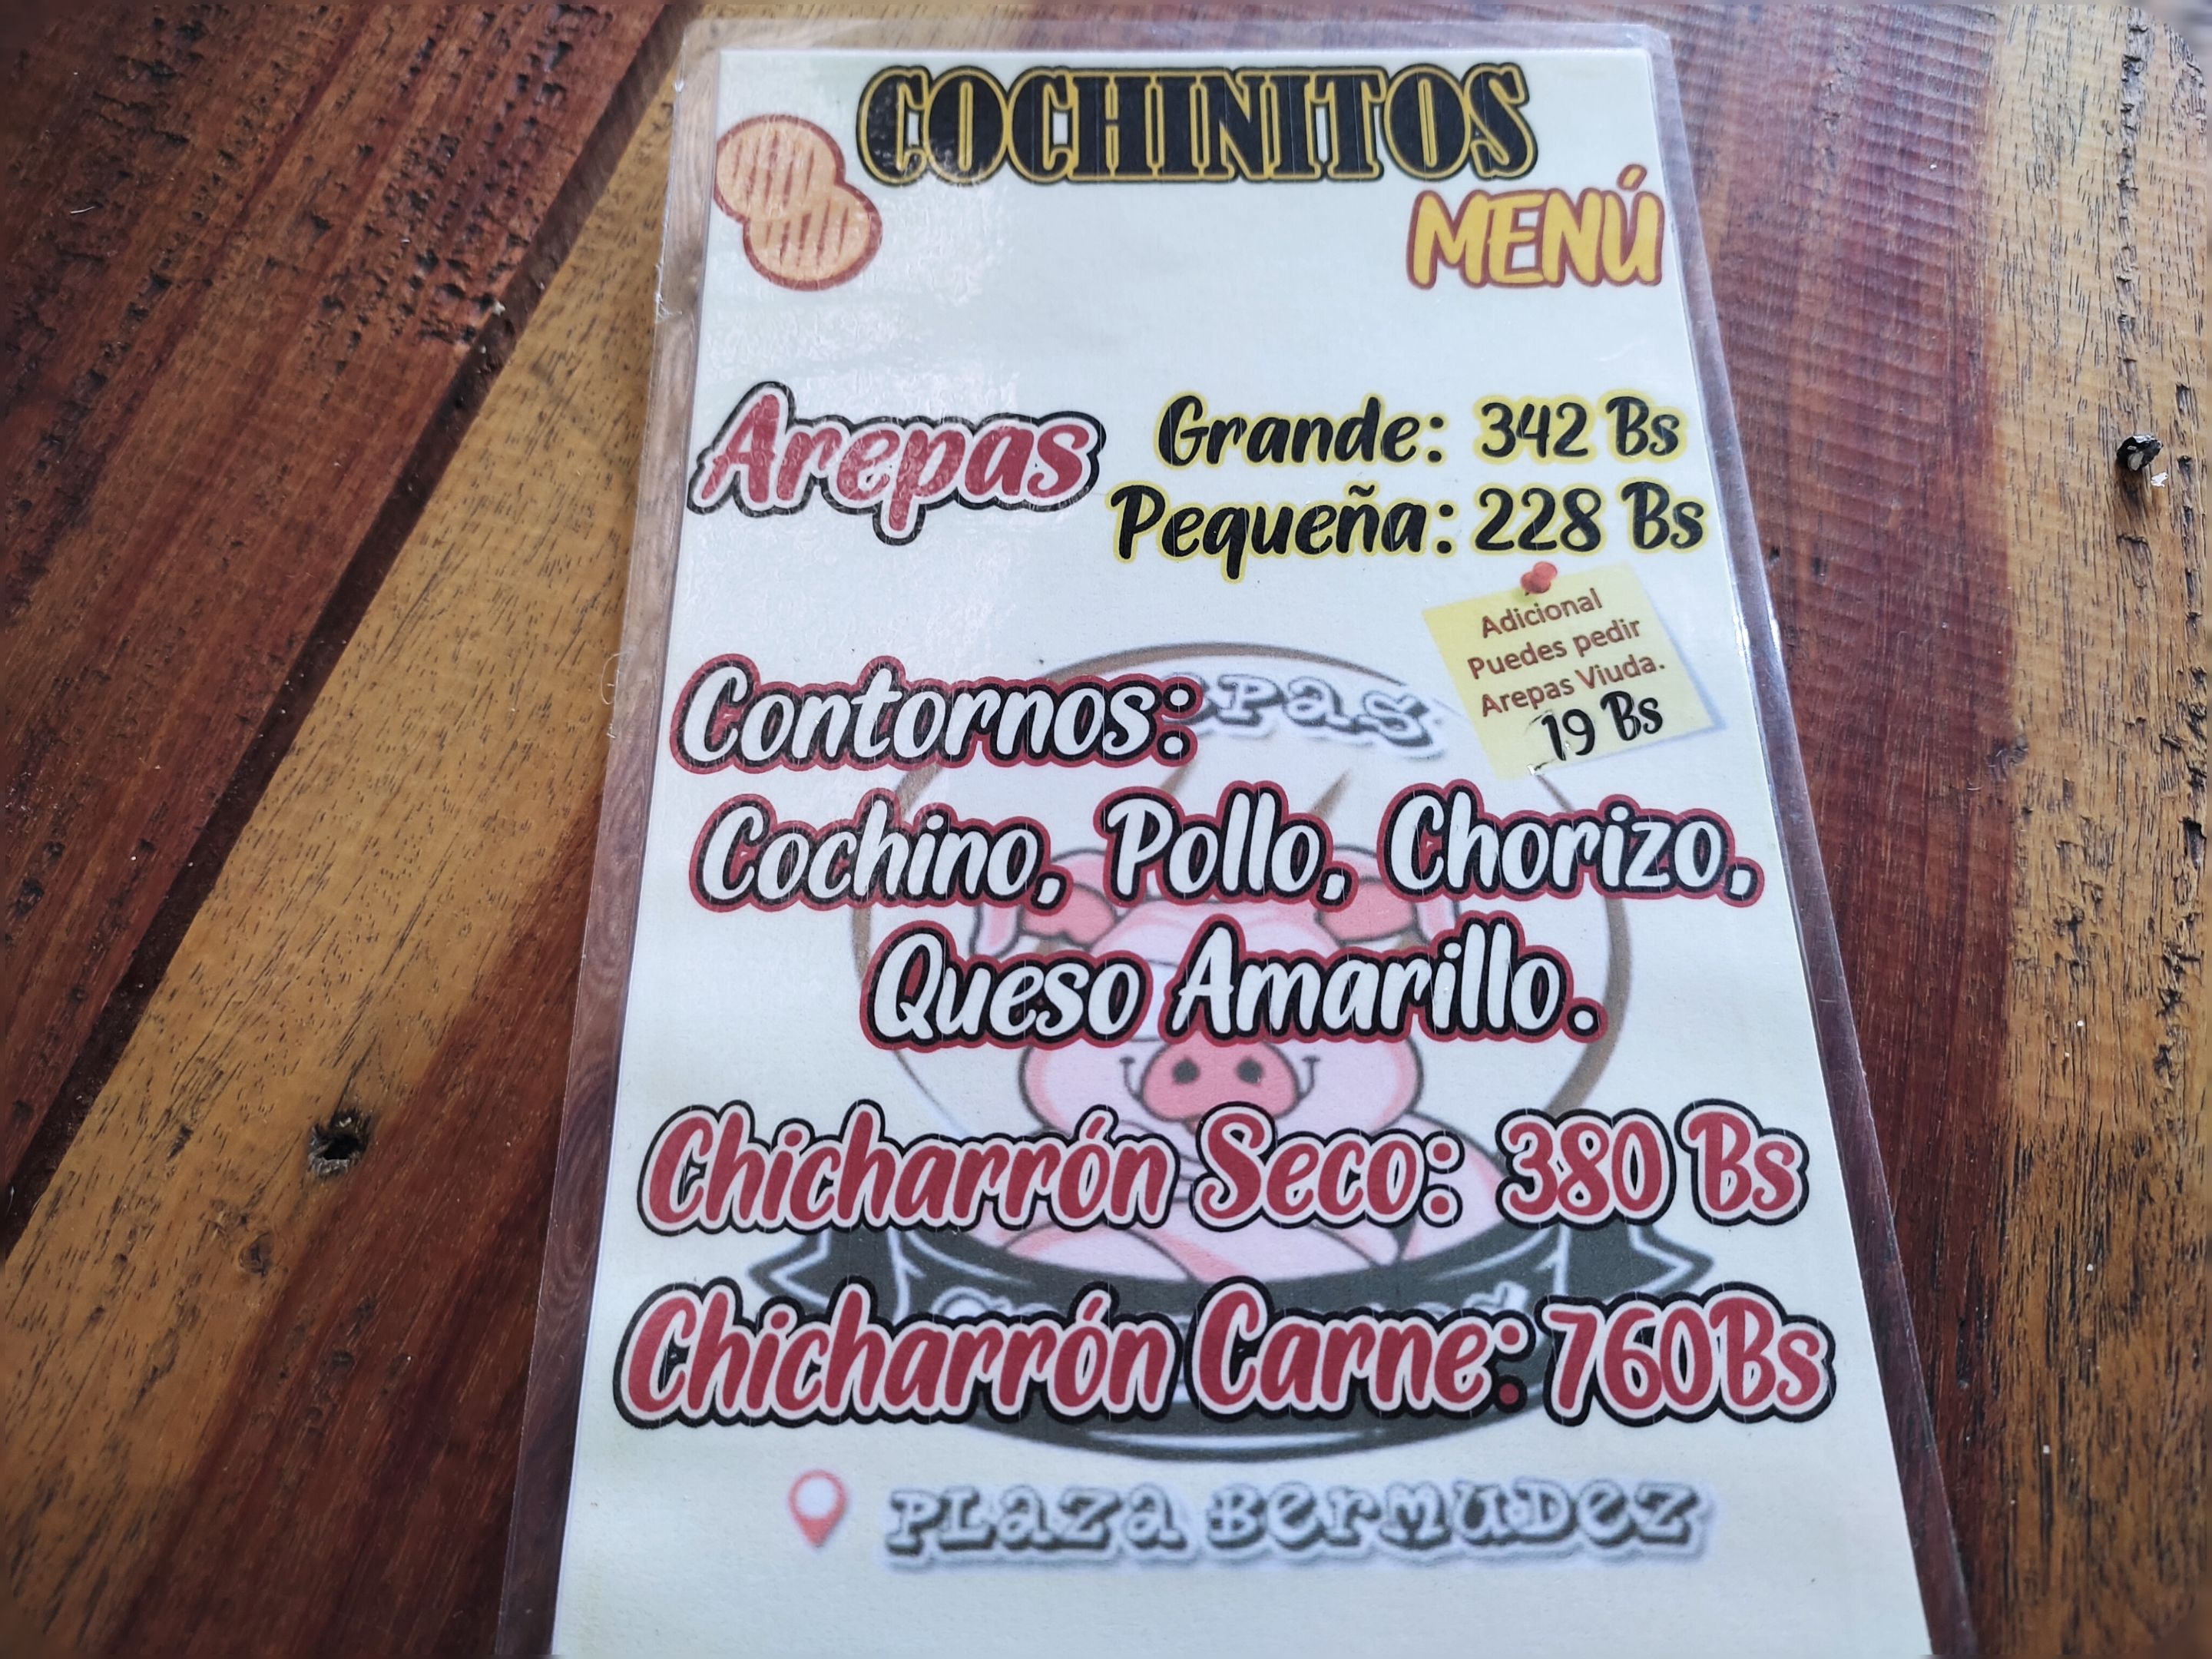 COCHINITOS
MENÚ
Arepas
Grande: 342 Bs
Pequeña: 228 Bs
Adicional
Puedes pedir
Arepas Viuda.
19 Bs
Contornos:
Cochino, Pollo, Chorizo,
Queso Amarillo.
Chicharrón Seco: 380 Bs
Chicharrón Carne: 760Bs
PLaza Bermudez